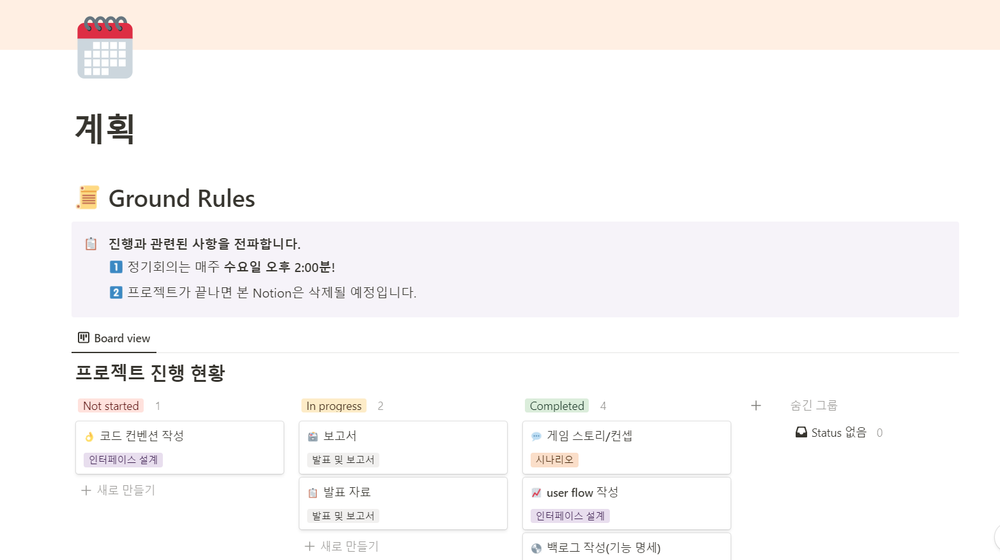 계획
Ground Rules
진행과 관련된 사항을 전파합니다.
1 정기회의는 매주 수요일 오후 2:00분!
2 프로젝트가 끝나면 본 Notion은 삭제될 예정입니다.
Board view
프로젝트 진행 현황
Not started 1
코드 컨벤션 작성
인터페이스 설계
+ 새로 만들기
In progress 2
보고서
발표 및 보고서
발표 자료
발표 및 보고서
+ 새로 만들기
Completed 4
게임 스토리/컨셉
시나리오
user flow 작성
인터페이스 설계
백로그 작성(기능 명세)
+
숨긴 그룹
Status 없음 0